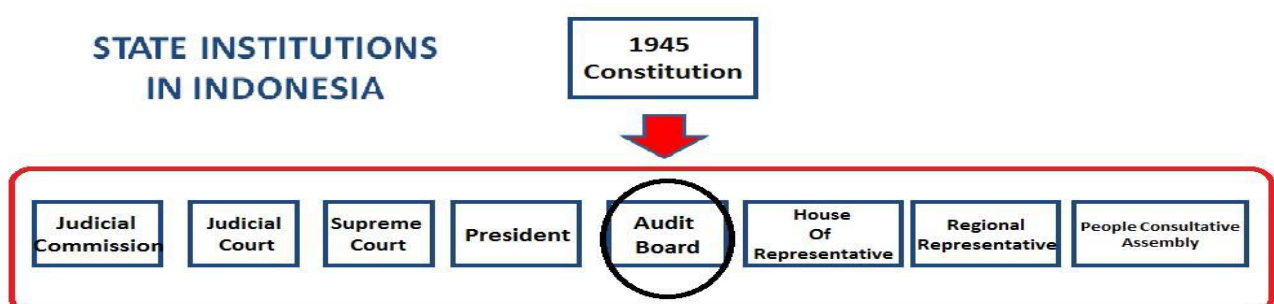 STATE INSTITUTIONS
IN INDONESIA
1945
Constitution
Judicial
Commission
Judicial
Court
Supreme
Court
President
Audit
Board
House
Of
Representative
Regional
Representative
People Consultative
Assembly